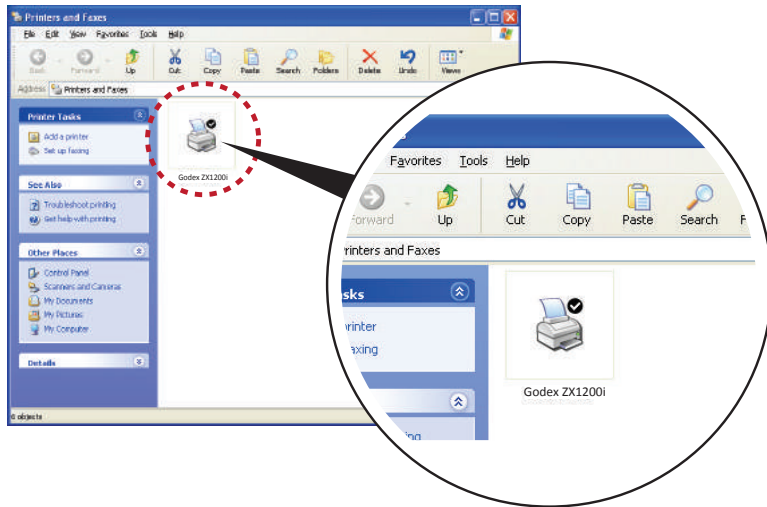 Printers and Faxes
File Edit View Favorites Tools Help
Back Forward Up Cut Copy Paste Search Folders Delete Undo Views
Address Printers and Faxes
Printer Tasks
Add a printer
Set up faxing
See Also
Troubleshoot printing
Get help with printing
Other Places
Control Panel
Scanners and Cameras
My Documents
My Pictures
My Computer
Details
Godex ZX1200i
objects
Favorites Tools Help
Forward Up Cut Copy Paste Search F
Printers and Faxes
sks
rinter
axing
Godex ZX1200i